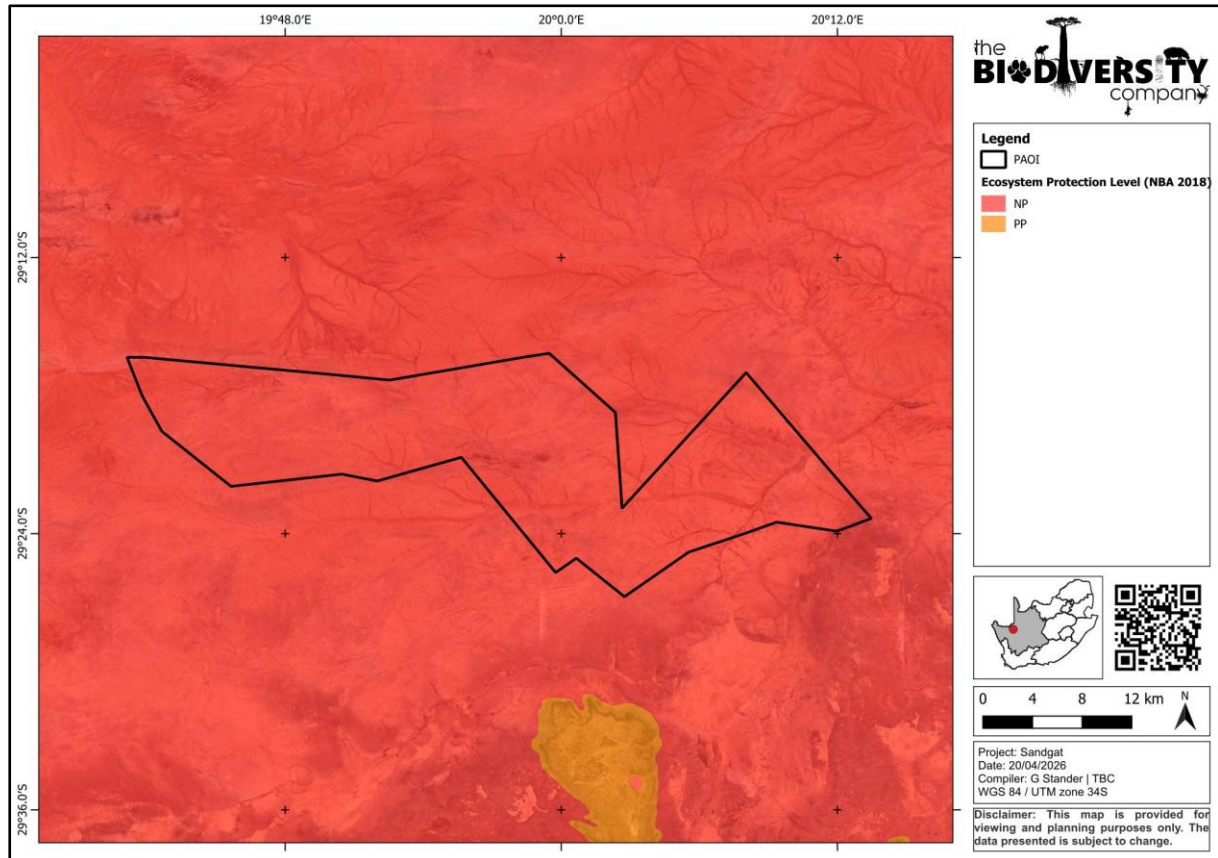 19°48.0'E
20°0.0'E
20°12.0'E
29°12.0'S
29°24.0'S
29°36.0'S
the
BIODIVERSITY
company
Legend
PAOI
Ecosystem Protection Level (NBA 2018)
NP
PP
0 4 8 12 km
N
Project: Sandgat
Date: 20/04/2026
Compiler: G Stander | TBC
WGS 84 / UTM zone 34S
Disclaimer: This map is provided for
viewing and planning purposes only. The
data presented is subject to change.